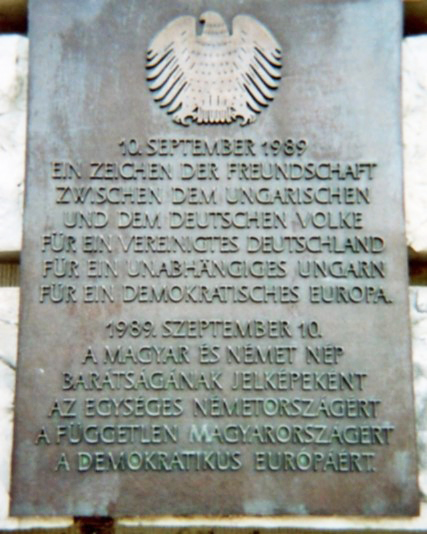 10. SEPTEMBER 1989
EIN ZEICHEN DER FREUNDSCHAFT
ZWISCHEN DEM UNGARISCHEN
UND DEM DEUTSCHEN VOLKE
FÜR EIN VEREINIGTES DEUTSCHLAND
FÜR EIN UNABHÄNGIGES UNGARN
FÜR EIN DEMOKRATISCHES EUROPA.
1989. SZEPTEMBER 10.
A MAGYAR ÉS NÉMET NÉP
BARÁTSÁGÁNAK JELKÉPEKÉNT
AZ EGYSÉGES NÉMETORSZÁGÉRT
A FÜGGETLEN MAGYARORSZÁGÉRT
A DEMOKRATIKUS EURÓPÁÉRT.